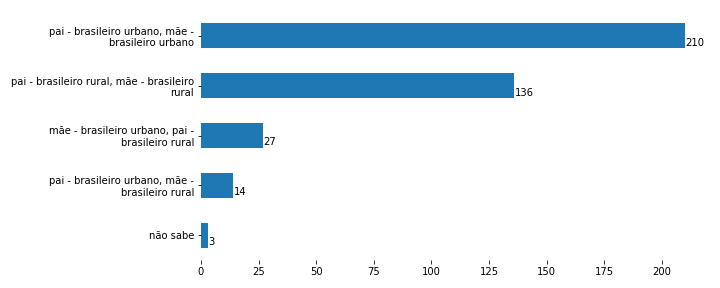 pai - brasileiro urbano, mãe -
brasileiro urbano
210
pai - brasileiro rural, mãe - brasileiro
rural
136
mãe - brasileiro urbano, pai -
brasileiro rural
27
pai - brasileiro urbano, mãe -
brasileiro rural
14
não sabe
3
0 25 50 75 100 125 150 175 200